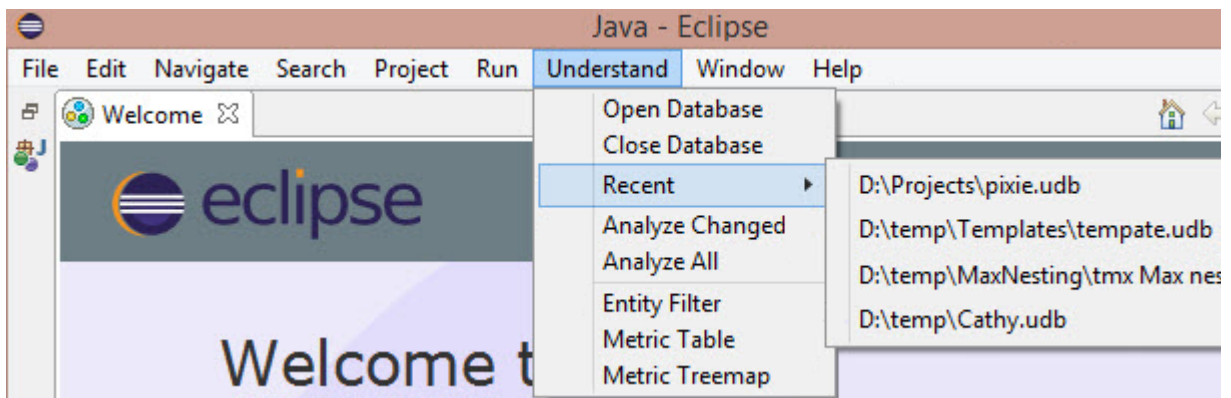 Java - Eclipse
File Edit Navigate Search Project Run Understand Window Help
Welcome
eclipse
Welcome t
Open Database
Close Database
Recent
Analyze Changed
Analyze All
Entity Filter
Metric Table
Metric Treemap
D:\Projects\pixie.udb
D:\temp\Templates\tempate.udb
D:\temp\MaxNesting\tmx Max nes
D:\temp\Cathy.udb